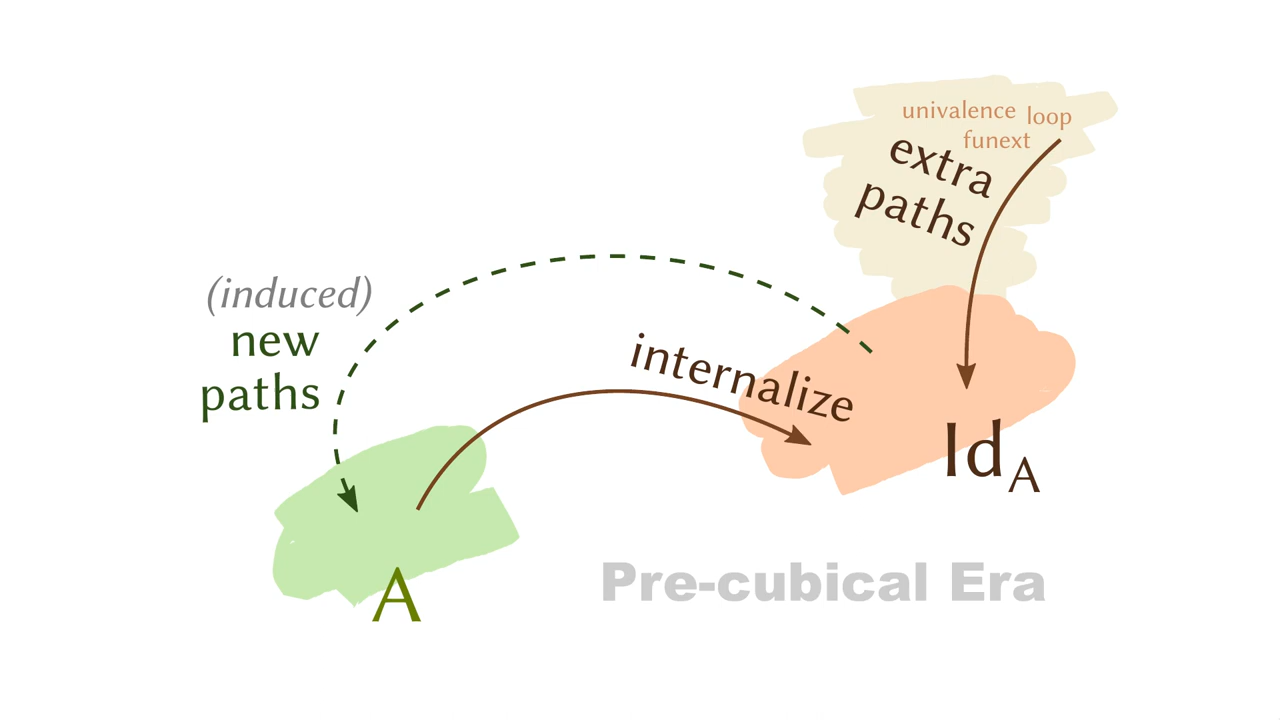 univalence loop
funext
extra
paths
(induced)
new
paths
internalize
Id_A
A
Pre-cubical Era